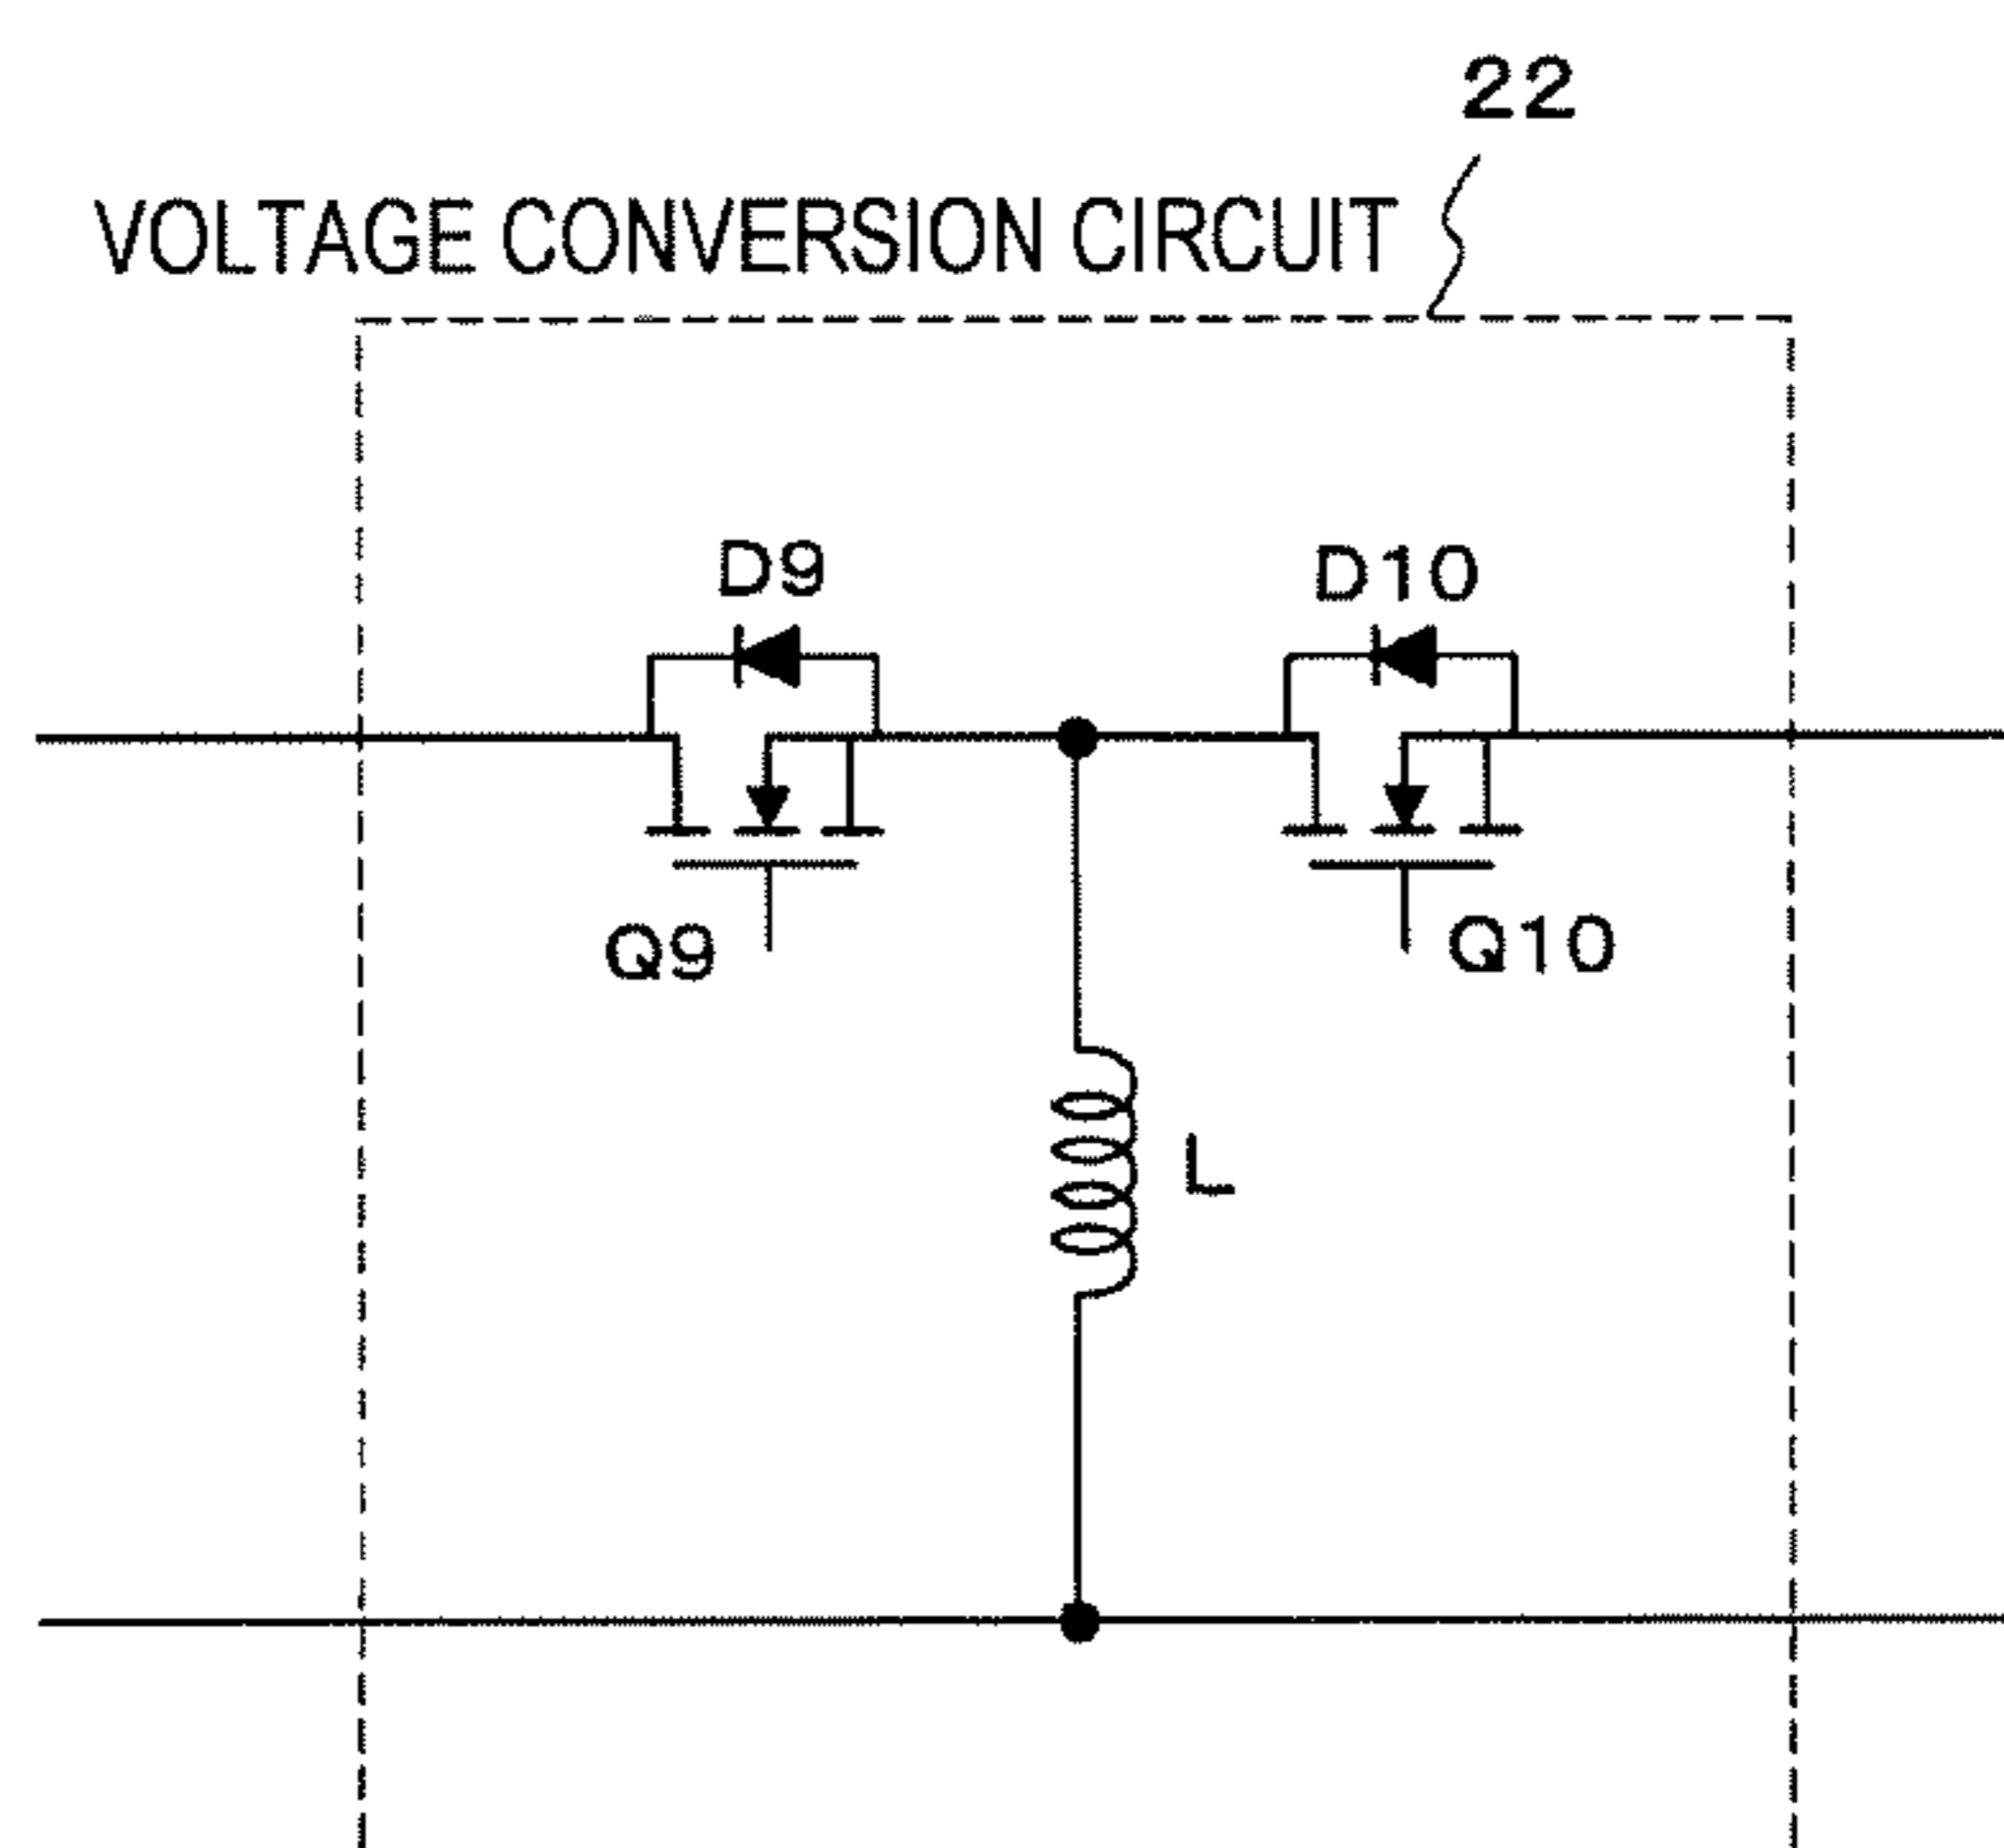 22
VOLTAGE CONVERSION CIRCUIT
D9
D10
Q9
Q10
L